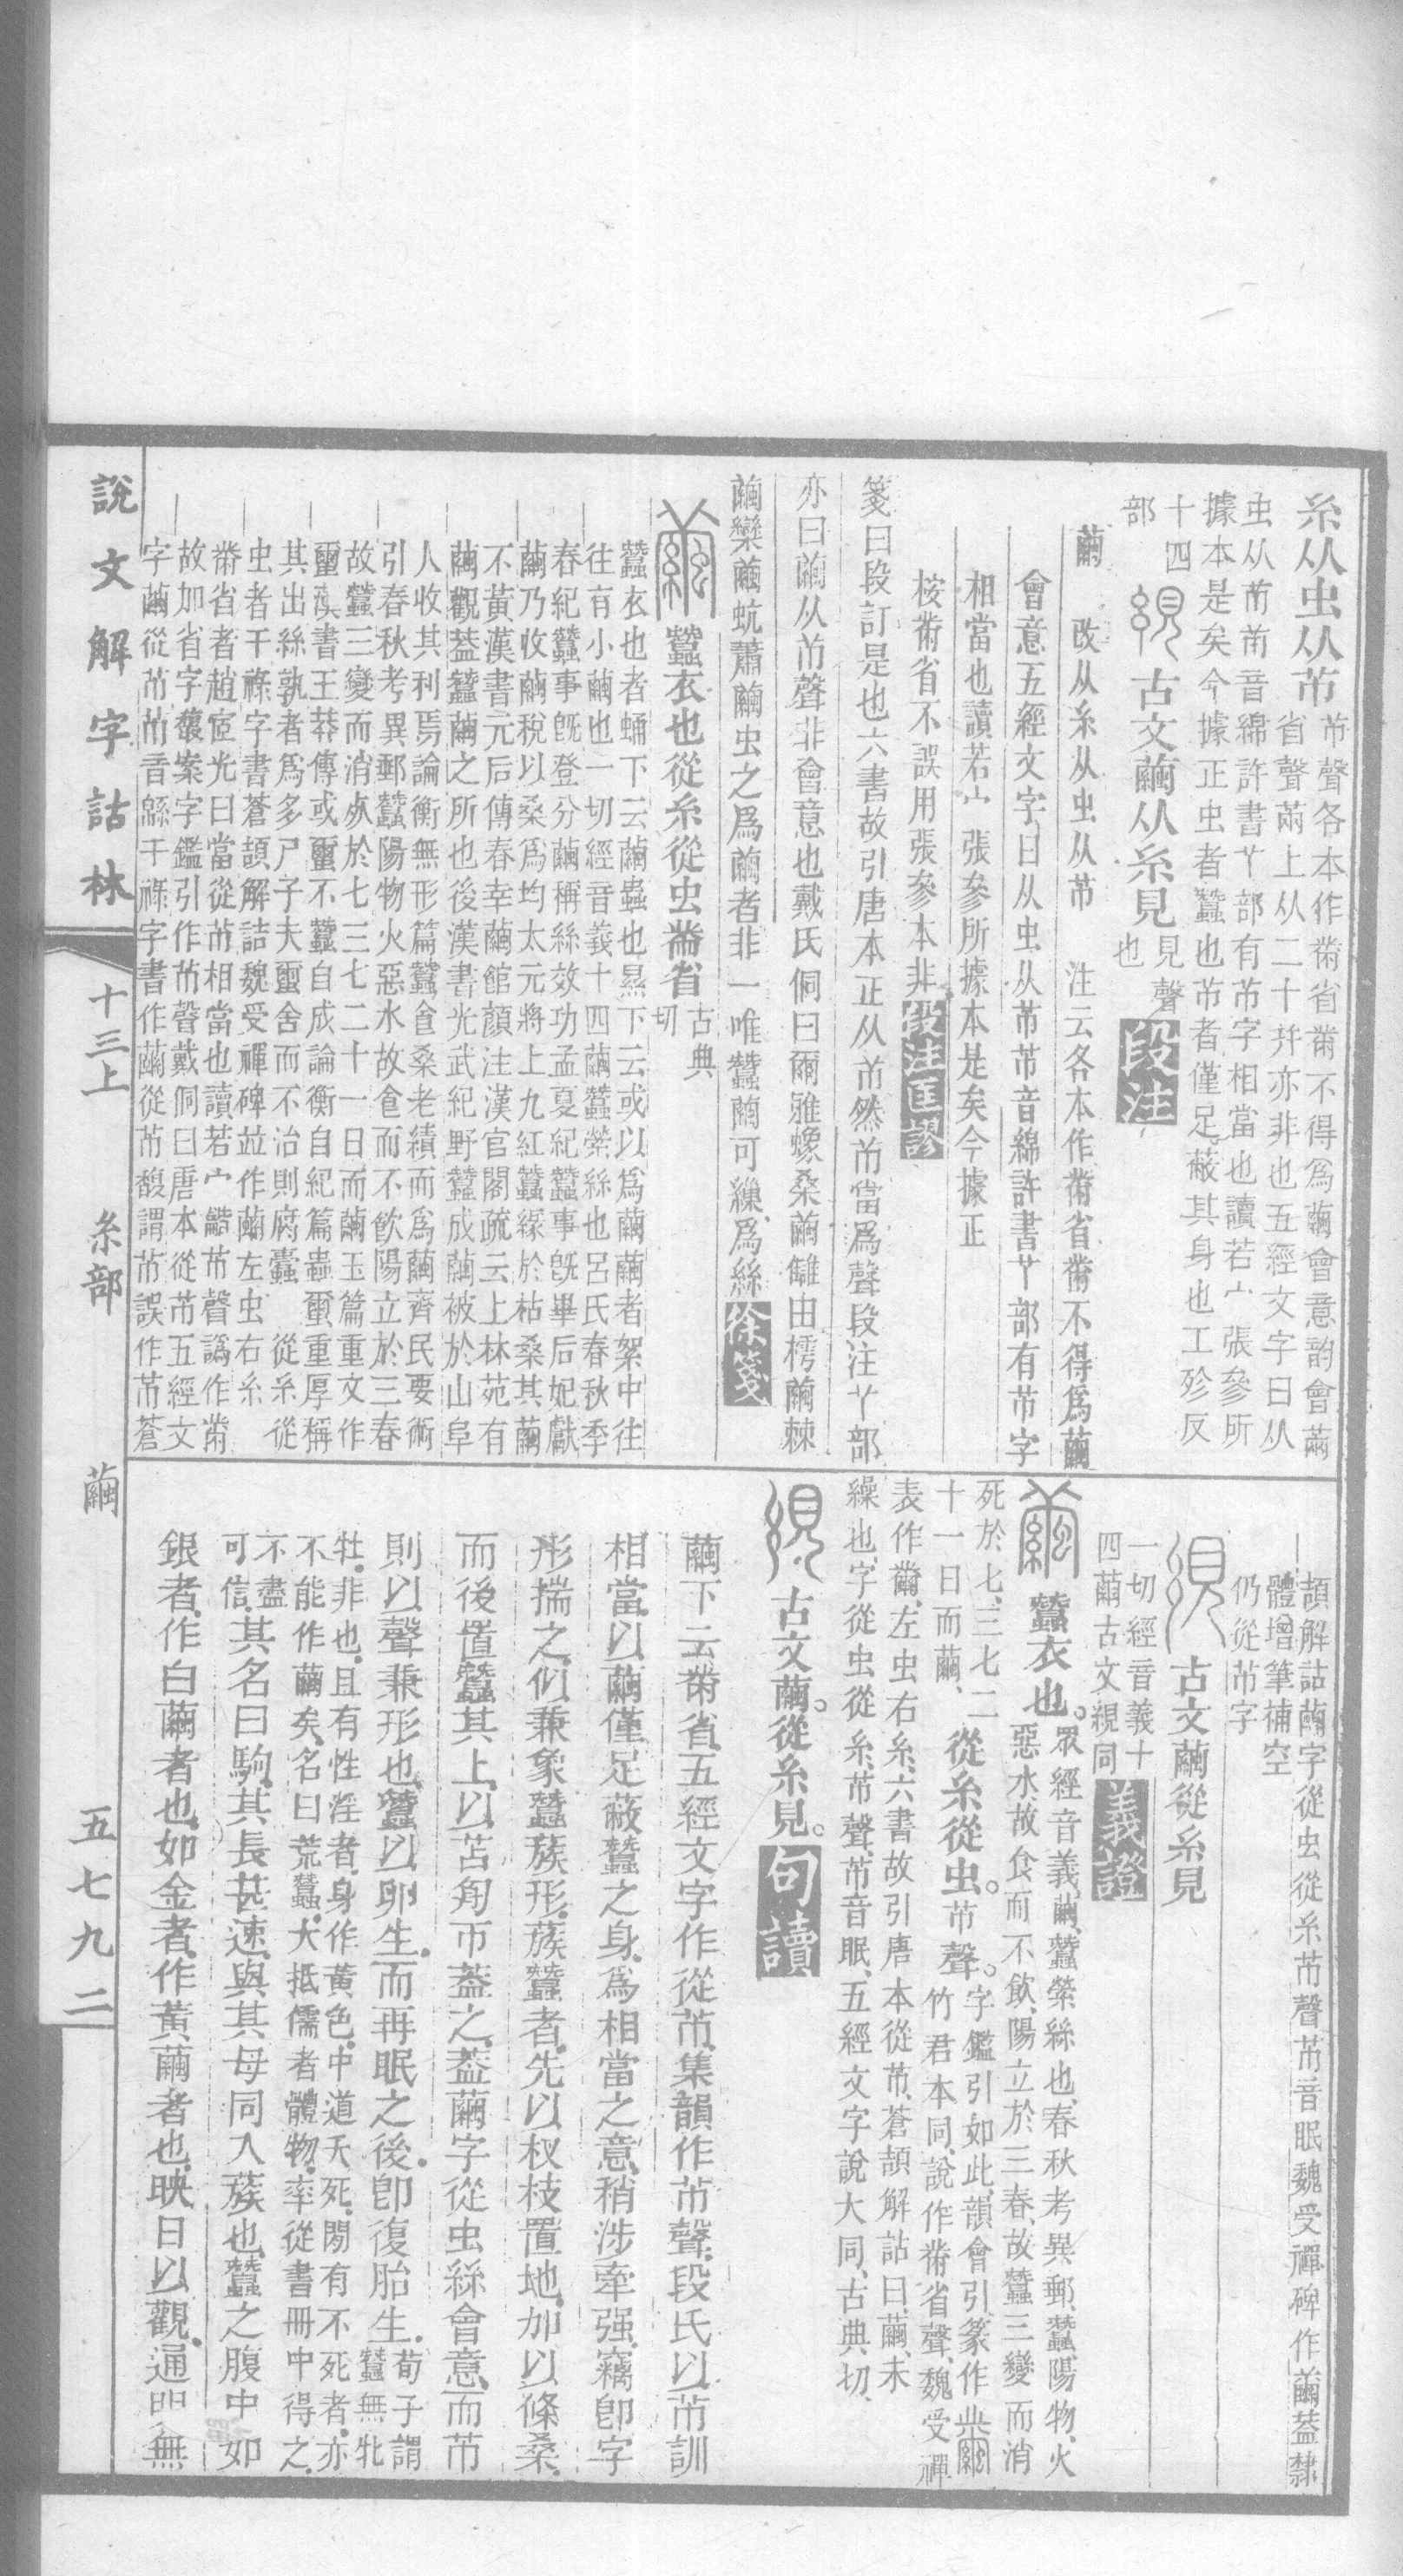 糸从虫从芇
芇聲各本作黹省黹不得爲繭會意韵會繭
省聲䒼上从二十幷亦非也五經文字曰从
虫从芇芇音綿許書丫部有芇字相當也讀若宀張參所
據本是矣今據正虫者蠶也芇者僅足蔽其身也工殄反
十四
部
古文繭从糸見
見聲
也
段注
繭　改从糸从虫从芇　注云各本作黹省黹不得爲繭
會意五經文字曰从虫从芇芇音綿許書丫部有芇字
相當也讀若宀張參所據本是矣今據正
桉黹省不誤用張參本非段注匡謬
箋曰段訂是也六書故引唐本正从芇然芇當爲聲段注丫部
亦曰繭从芇聲非會意也戴氏侗曰爾雅蟓桑繭雔由樗繭棘
繭欒繭蚢蕭繭虫之爲繭者非一唯蠶繭可繅爲絲徐箋
蠶衣也從糸從虫黹省
古典
切
蠶衣也者蛹下云繭蟲也㬎下云或以爲繭繭者絮中往
往有小繭也一切經音義十四繭蠶縈絲也呂氏春秋季
春紀蠶事旣登分繭稱絲效功孟夏紀蠶事旣畢后妃獻
繭乃收繭稅以桑爲均太元將上九紅蠶緣於枯桑其繭
不黃漢書元后傳春幸繭館顏注漢官閣疏云上林苑有
繭觀葢蠶繭之所也後漢書光武紀野蠶成繭被於山阜
人收其利焉論衡無形篇蠶食桑老績而爲繭齊民要術
引春秋考異郵蠶陽物火惡水故食而不飲陽立於三春
故蠶三變而消㱾於七三七二十一日而繭玉篇重文作
蠒漢書王莽傳或蠒不蠶自成論衡自紀篇蟲蠒重厚稱
其出絲孰者爲多尸子夫蠒舍而不治則腐蠹　從糸從
虫者干祿字書蒼頡解詁魏受禪碑竝作繭左虫右糸
黹省者趙宧光曰當從芇相當也讀若宀鍇芇聲譌作黹
故加省字馥案字鑑引作芇聲戴侗曰唐本從芇五經文
字繭從芇芇音緜干祿字書作繭從芇馥謂芇誤作芇蒼
頡解詁繭字從虫從糸芇聲芇音眠魏受禪碑作繭葢隸
體增筆補空
仍從芇字
古文繭從糸見
一切經音義十
四繭古文絸同
義證
蠶衣也。
衆經音義、繭、蠶縈絲也、春秋考異郵、蠶、陽物、火
惡水、故食而不飲、陽立於三春、故蠶三變而消
死於七、三七二
十一日而繭、
從糸從虫。芇聲。
字鑑引如此、韻會引篆作
竹君本同、說作黹省聲、魏受禪
表作繭、左虫右糸、六書故引唐本從芇、蒼頡解詁曰、繭、未
繰也、字從虫從糸、芇聲、芇音眠、五經文字說大同、古典切、
古文繭。從糸見。句讀
繭下云黹省、五經文字作從芇、集韻作芇聲、段氏以芇訓
相當、以繭僅足蔽蠶之身、爲相當之意、稍涉牽强、竊卽字
形揣之、似兼象蠶蔟形、蔟蠶者、先以杈枝置地、加以條桑、
而後置蠶其上、以苫匊帀葢之、葢繭字從虫絲會意、而芇
則以聲兼形也、蠶以卵生、而再眠之後、卽復胎生、
荀子謂
蠶無牝
牡、非也、且有性淫者、身作黃色、中道夭死、閒有不死者、亦
不能作繭矣、名曰荒蠶、大抵儒者體物、率從書冊中得之、
不盡
可信、
其名曰駒、其長甚速、與其母同入蔟也、蠶之腹中如
銀者、作白繭者也、如金者、作黃繭者也、映日以觀、通明無
說文解字詁林
十三上　糸部　繭
五七九二